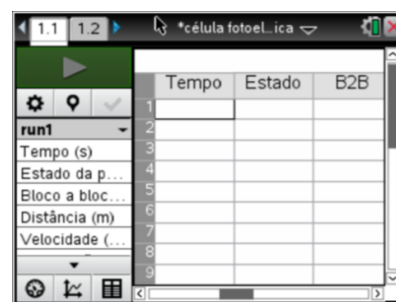 1.1 1.2 *célula fotoel...ica
Tempo Estado B2B
run1
Tempo (s)
Estado da p...
Bloco a bloc...
Distância (m)
Velocidade (...
1
2
3
4
5
6
7
8
9